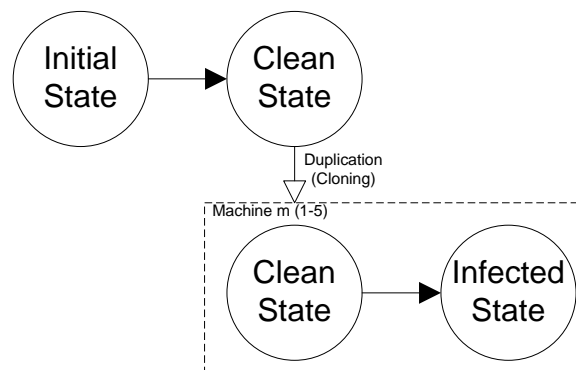 Initial
State
Clean
State
Duplication
(Cloning)
Machine m (1-5)
Clean
State
Infected
State